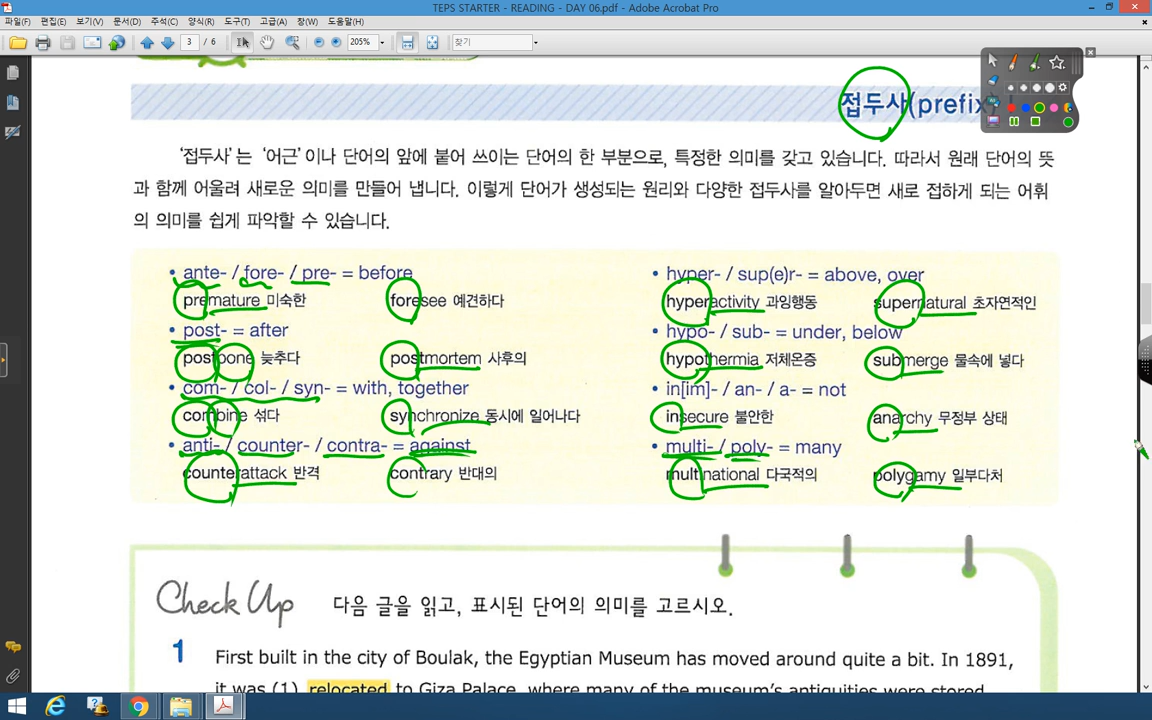 TEPS STARTER - READING - DAY 06.pdf - Adobe Acrobat Pro
파일(F) 편집(E) 보기(V) 문서(D) 주석(C) 양식(R) 도구(T) 고급(A) 창(W) 도움말(H)
3 / 6 205% 찾기
접두사(prefix
‘접두사’는 ‘어근’이나 단어의 앞에 붙어 쓰이는 단어의 한 부분으로, 특정한 의미를 갖고 있습니다. 따라서 원래 단어의 뜻
과 함께 어울려 새로운 의미를 만들어 냅니다. 이렇게 단어가 생성되는 원리와 다양한 접두사를 알아두면 새로 접하게 되는 어휘
의 의미를 쉽게 파악할 수 있습니다.
• ante- / fore- / pre- = before
premature 미숙한 foresee 예견하다
• post- = after
postpone 늦추다 postmortem 사후의
• com- / col- / syn- = with, together
combine 섞다 synchronize 동시에 일어나다
• anti- / counter- / contra- = against
counterattack 반격 contrary 반대의
• hyper- / sup(e)r- = above, over
hyperactivity 과잉행동 supernatural 초자연적인
• hypo- / sub- = under, below
hypothermia 저체온증 submerge 물속에 넣다
• in[im]- / an- / a- = not
insecure 불안한 anarchy 무정부 상태
• multi- / poly- = many
multinational 다국적의 polygamy 일부다처
Check Up 다음 글을 읽고, 표시된 단어의 의미를 고르시오.
1 First built in the city of Boulak, the Egyptian Museum has moved around quite a bit. In 1891,
it was (1) relocated to Giza Palace, where many of the museum's antiquities were stored